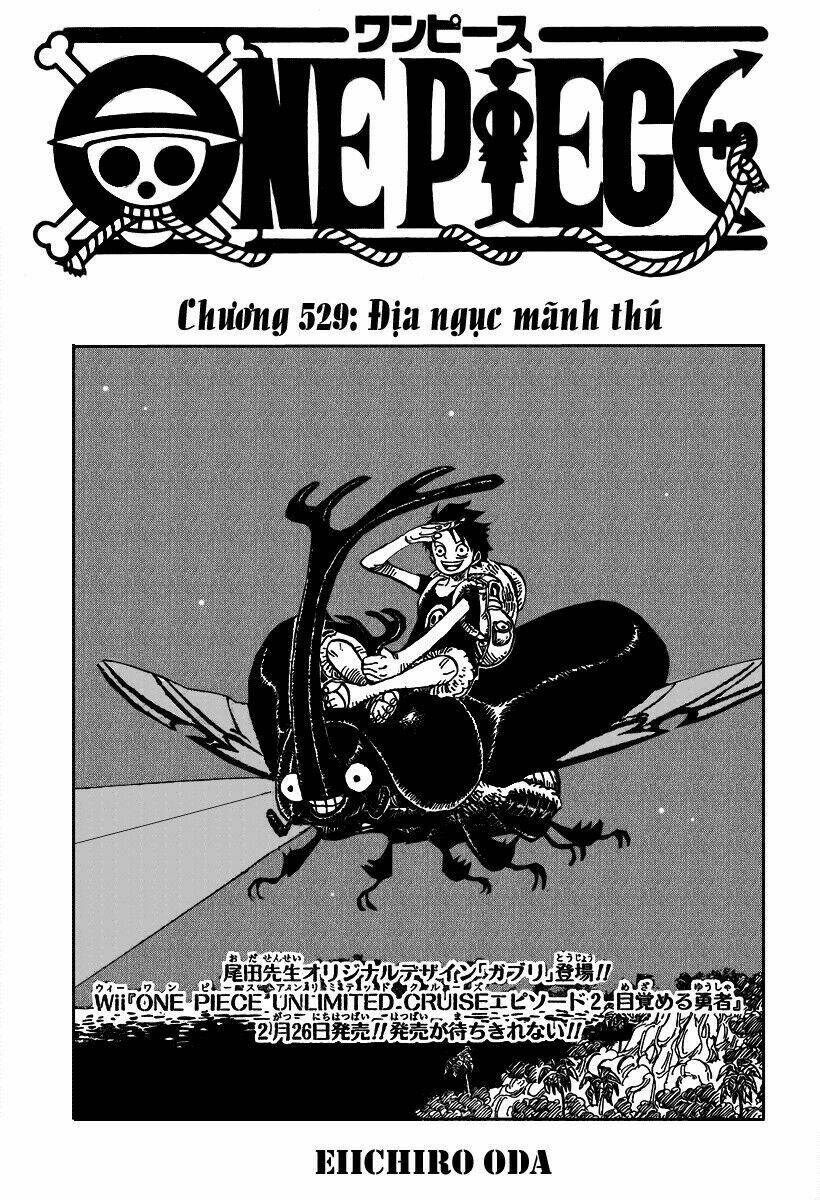 ワンピース
ONE PIECE
Chương 529: Địa ngục mãnh thú
尾田先生オリジナルデザイン「ガブリ」登場!!
Wii『ONE PIECE UNLIMITED CRUISEエピソード2 目覚める勇者』
2月26日発売!!発売が待ちきれない!!
EIICHIRO ODA